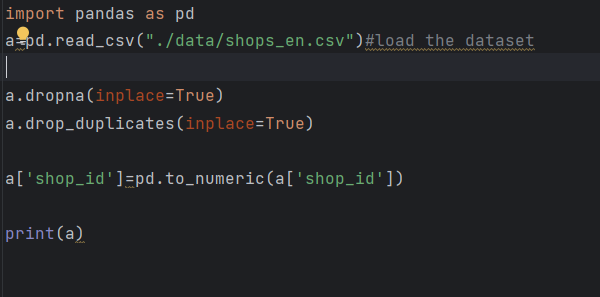 import pandas as pd
a=pd.read_csv("./data/shops_en.csv")#load the dataset
a.dropna(inplace=True)
a.drop_duplicates(inplace=True)
a['shop_id']=pd.to_numeric(a['shop_id'])
print(a)